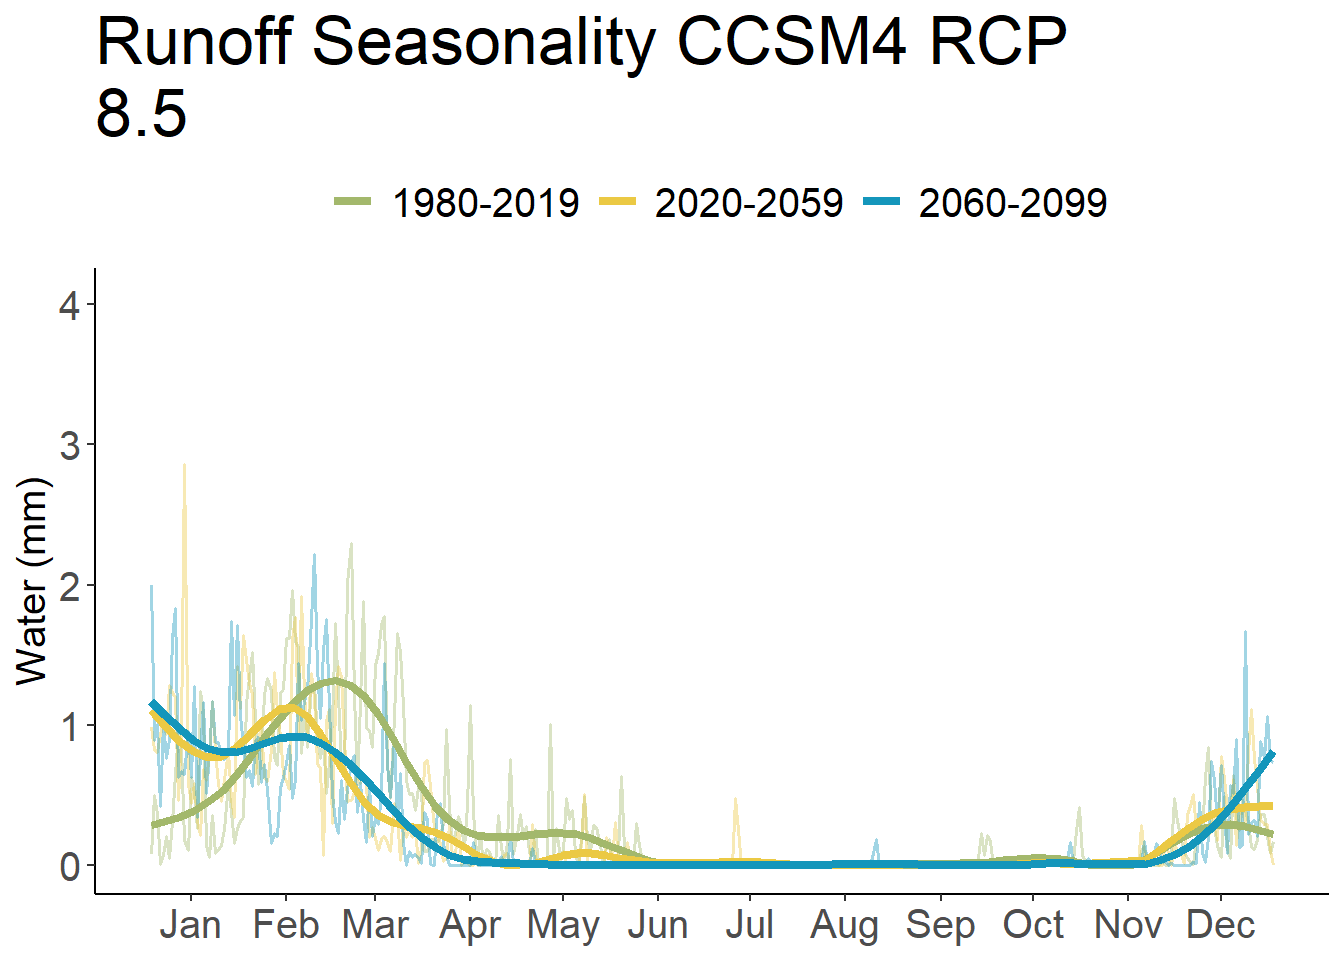 Runoff Seasonality CCSM4 RCP
8.5
1980-2019 2020-2059 2060-2099
Water (mm)
4
3
2
1
0
Jan Feb Mar Apr May Jun Jul Aug Sep Oct Nov Dec